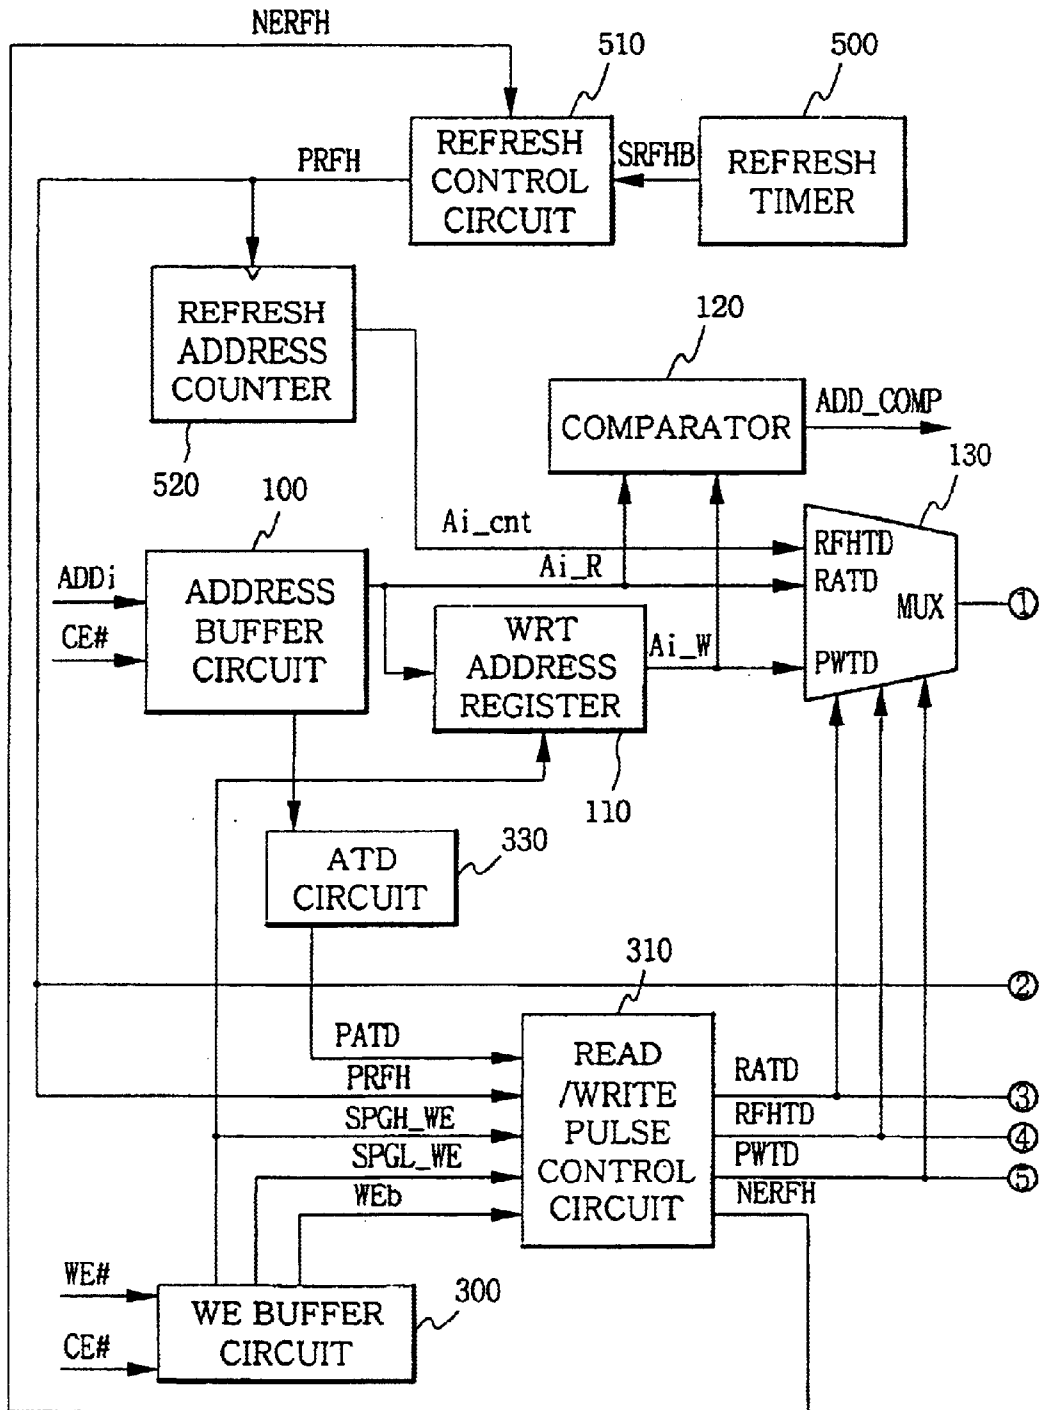 NERFH
510
500
REFRESH
CONTROL
CIRCUIT
SRFHB
REFRESH
TIMER
PRFH
REFRESH
ADDRESS
COUNTER
520
120
COMPARATOR
ADD_COMP
130
100
Ai_cnt
RFHTD
ADDi
CE#
ADDRESS
BUFFER
CIRCUIT
Ai_R
RATD
MUX
①
WRT
ADDRESS
REGISTER
Ai_W
PWTD
110
330
ATD
CIRCUIT
310
②
PATD
PRFH
SPGH_WE
SPGL_WE
WEb
READ
/WRITE
PULSE
CONTROL
CIRCUIT
RATD
③
RFHTD
④
PWTD
⑤
NERFH
WE#
CE#
WE BUFFER
CIRCUIT
300